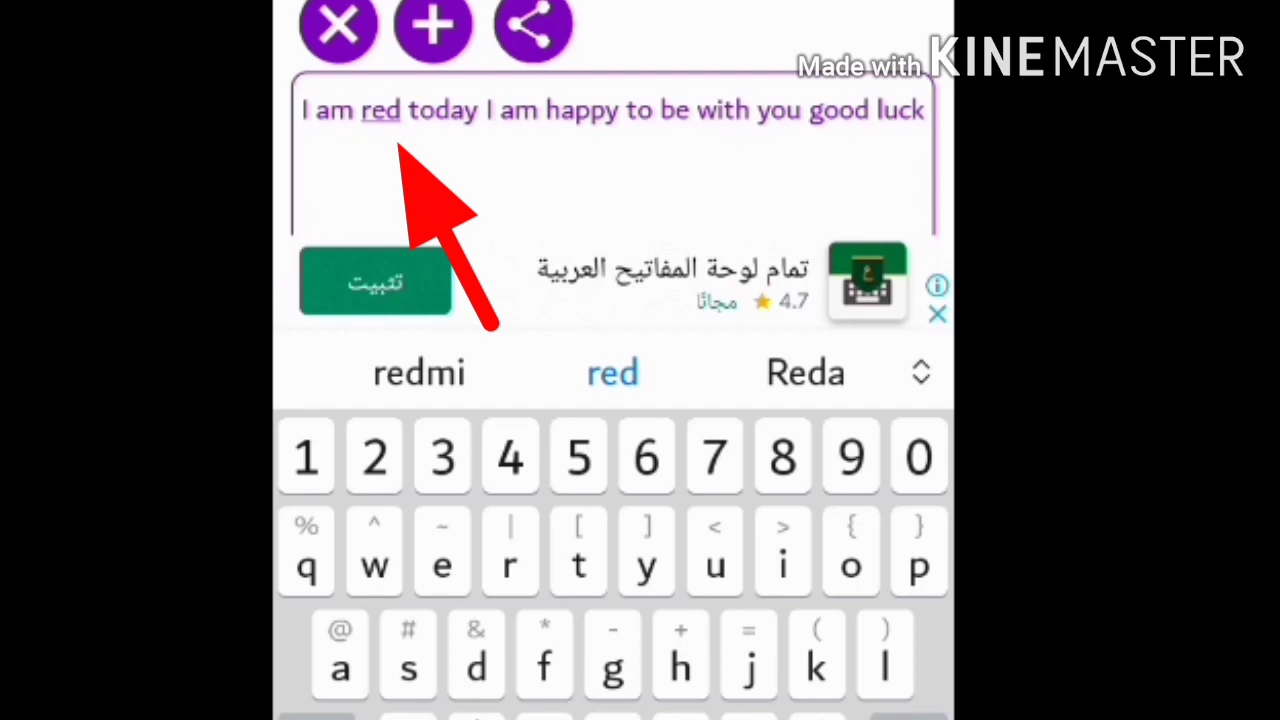 Made with KINEMASTER
I am red today I am happy to be with you good luck
تمام لوحة المفاتيح العربية
4.7 ★ مجانًا
تثبيت
redmi red Reda
1 2 3 4 5 6 7 8 9 0
% ^ ~ | [ ] < > { }
q w e r t y u i o p
@ # & * - + = ( )
a s d f g h j k l